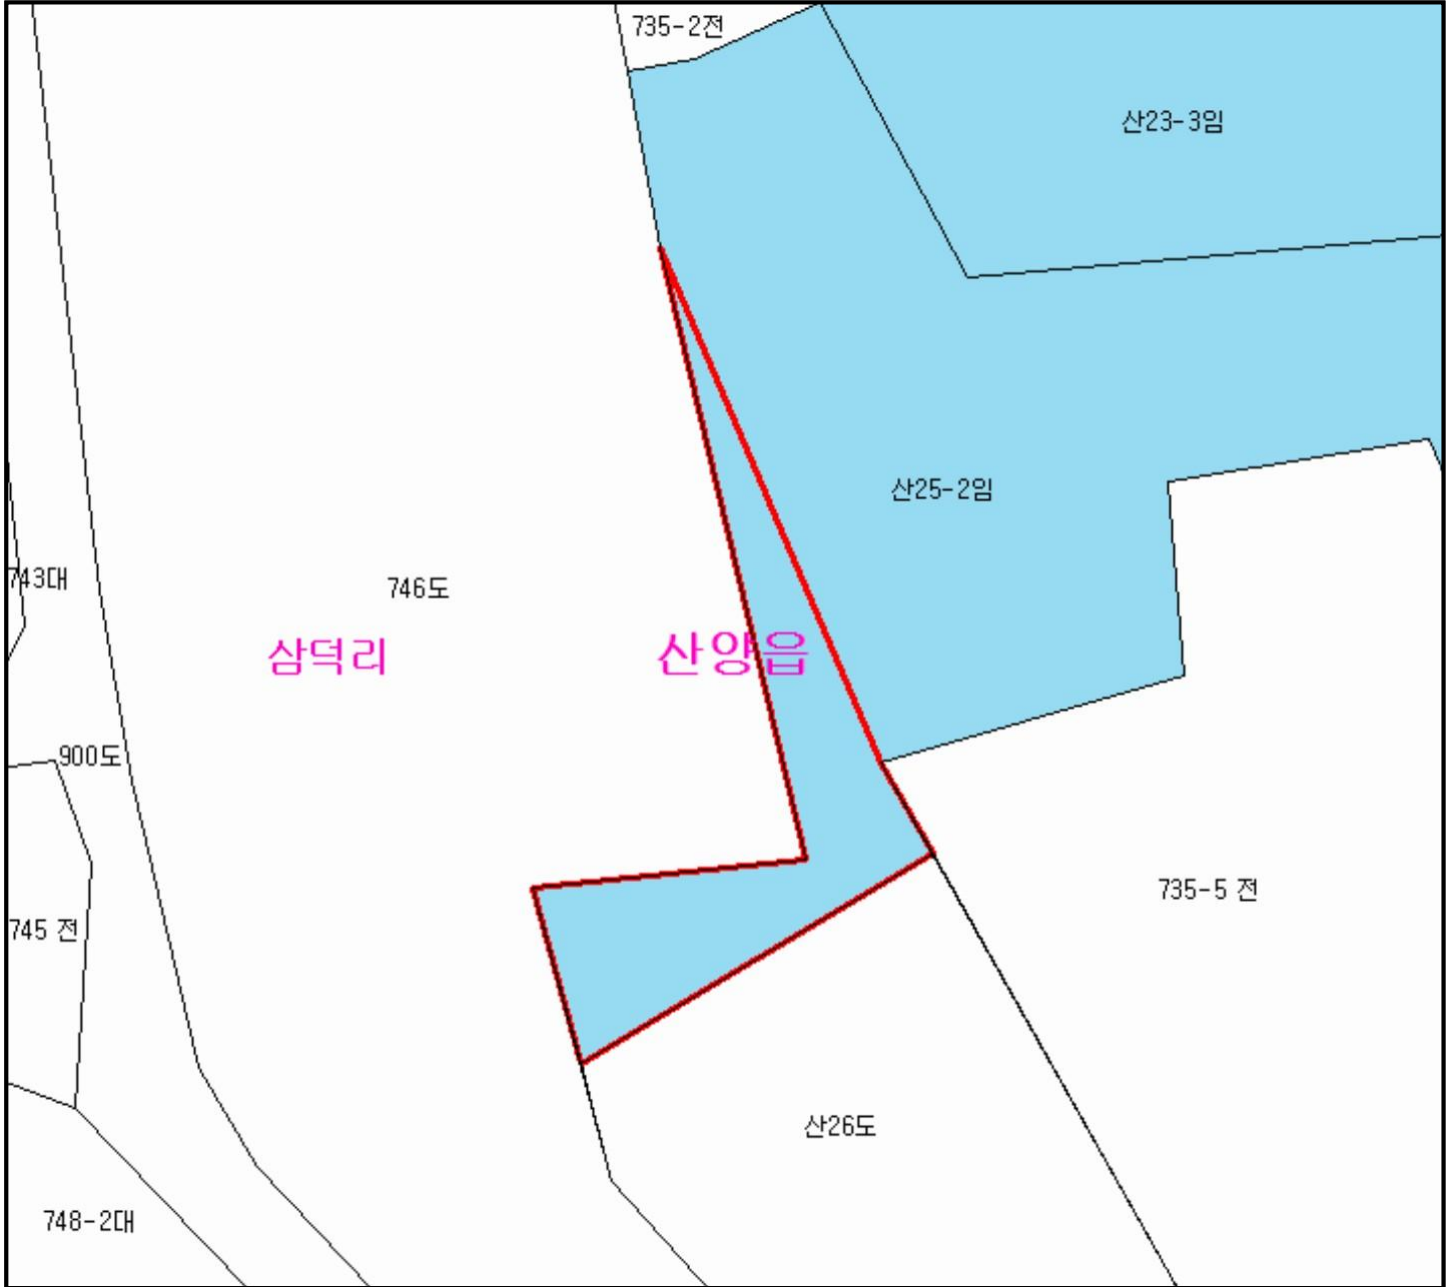 735-2전
산23-3임
산25-2임
743대
746도
삼덕리
산양읍
900도
735-5 전
745 전
산26도
748-2대